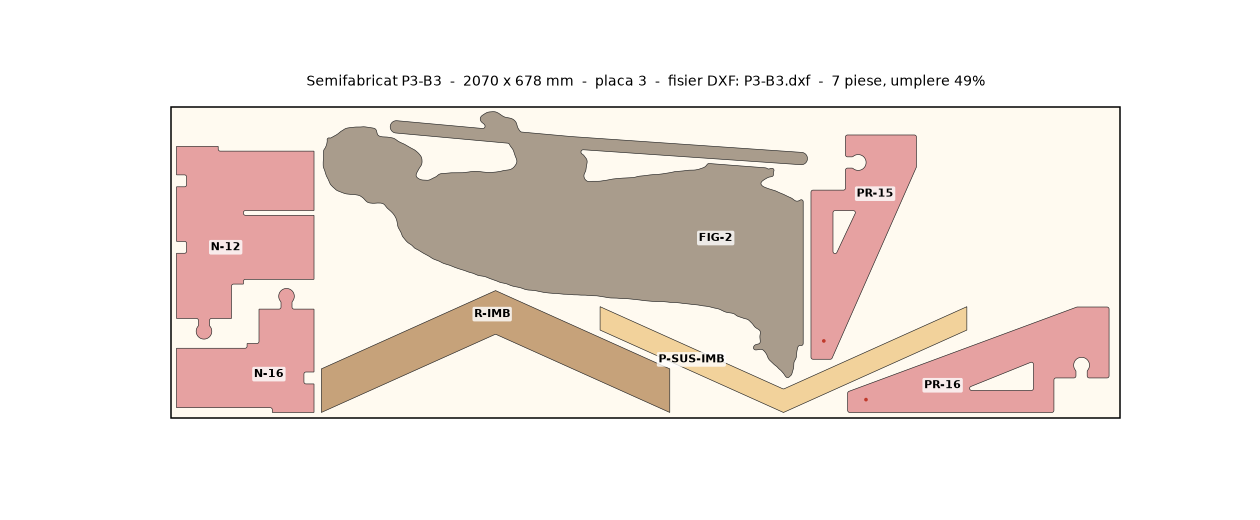 Semifabricat P3-B3 - 2070 x 678 mm - placa 3 - fisier DXF: P3-B3.dxf - 7 piese, umplere 49%
PR-15
FIG-2
N-12
R-IMB
P-SUS-IMB
N-16
PR-16